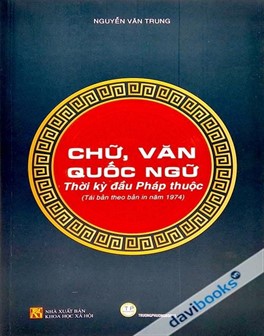 NGUYỄN VĂN TRUNG
CHỮ, VĂN
QUỐC NGỮ
Thời kỳ đầu Pháp thuộc
(Tái bản theo bản in năm 1974)
NHÀ XUẤT BẢN
KHOA HỌC XÃ HỘI
davibooks.vn